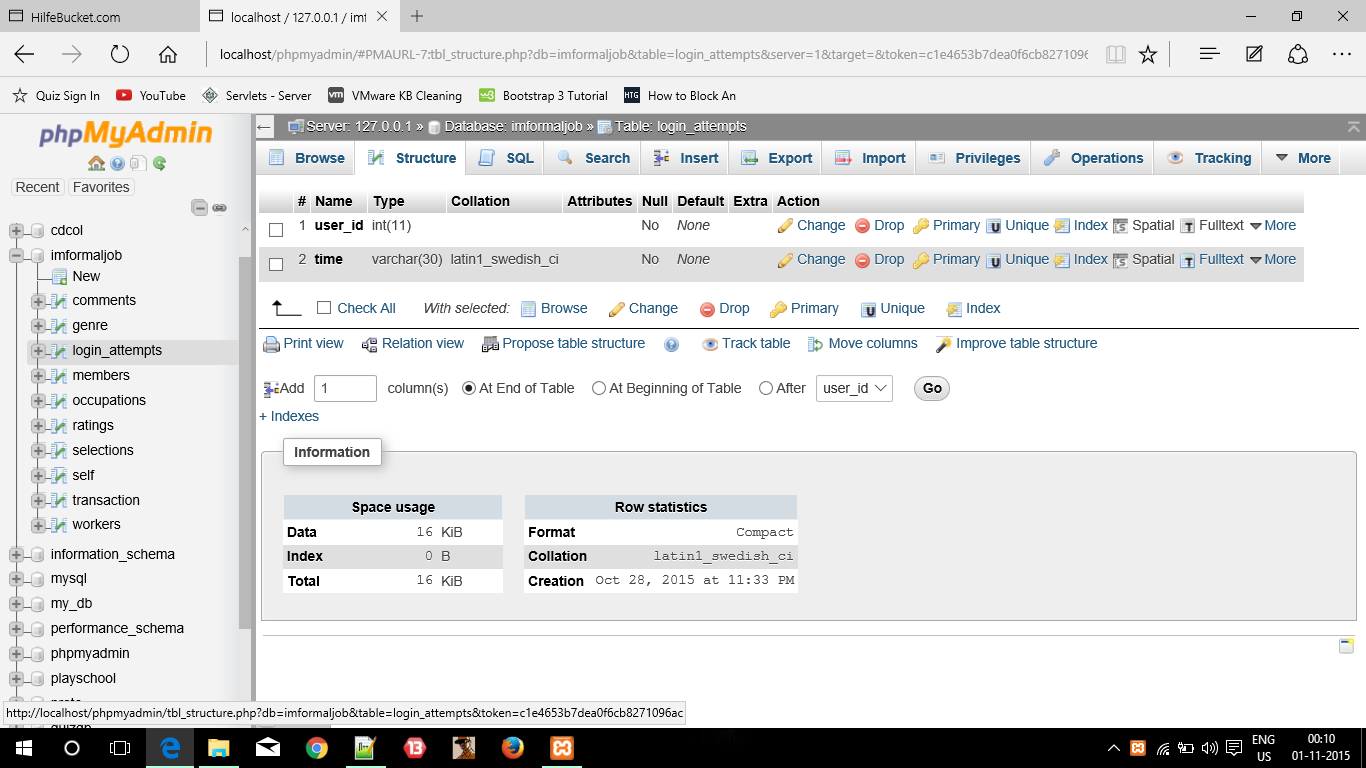 HilfeBucket.com
localhost / 127.0.0.1 / imf
localhost/phpmyadmin/#PMAURL-7:tbl_structure.php?db=imformaljob&table=login_attempts&server=1&target=&token=c1e4653b7dea0f6cb8271096
Quiz Sign In YouTube Servlets - Server VMware KB Cleaning Bootstrap 3 Tutorial HTG How to Block An
phpMyAdmin
Recent Favorites
cdcol
imformaljob
New
comments
genre
login_attempts
members
occupations
ratings
selections
self
transaction
workers
information_schema
mysql
my_db
performance_schema
phpmyadmin
playschool
Server: 127.0.0.1 » Database: imformaljob » Table: login_attempts
Browse Structure SQL Search Insert Export Import Privileges Operations Tracking More
# Name Type Collation Attributes Null Default Extra Action
1 user_id int(11) No None Change Drop Primary Unique Index Spatial Fulltext More
2 time varchar(30) latin1_swedish_ci No None Change Drop Primary Unique Index Spatial Fulltext More
Check All With selected: Browse Change Drop Primary Unique Index
Print view Relation view Propose table structure Track table Move columns Improve table structure
Add 1 column(s) At End of Table At Beginning of Table After user_id Go
+ Indexes
Information
Space usage
Data 16 KiB
Index 0 B
Total 16 KiB
Row statistics
Format Compact
Collation latin1_swedish_ci
Creation Oct 28, 2015 at 11:33 PM
http://localhost/phpmyadmin/tbl_structure.php?db=imformaljob&table=login_attempts&token=c1e4653b7dea0f6cb8271096ac
13
ENG
US
00:10
01-11-2015